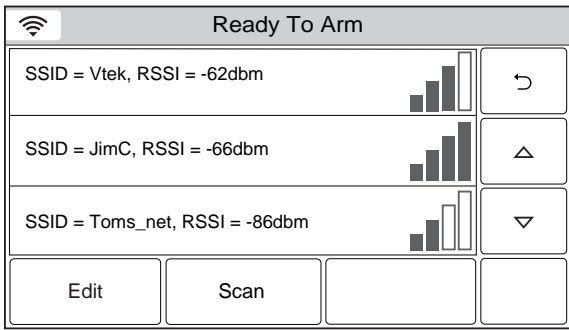 Ready To Arm
SSID = Vtek, RSSI = -62dbm
SSID = JimC, RSSI = -66dbm
SSID = Toms_net, RSSI = -86dbm
Edit
Scan